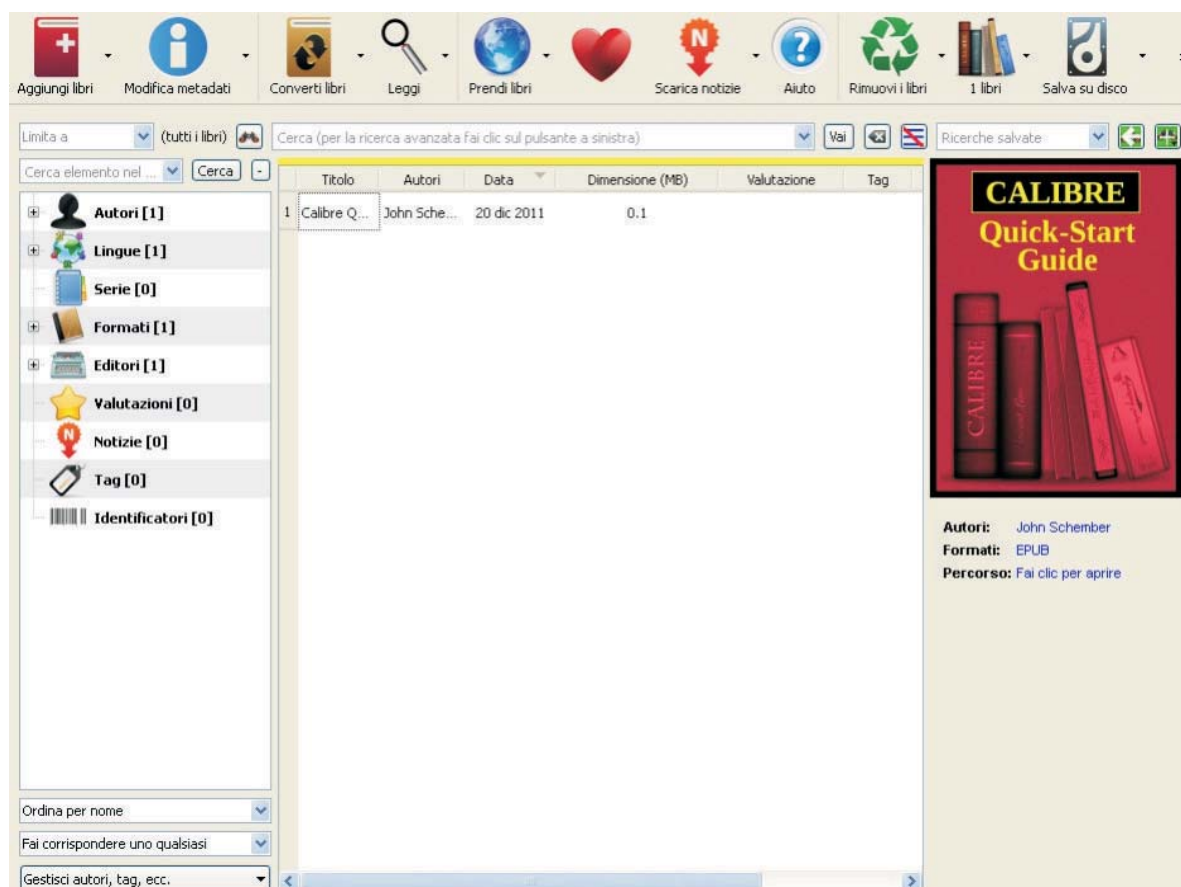 Aggiungi libri Modifica metadati Converti libri Leggi Prendi libri Scarica notizie Aiuto Rimuovi i libri 1 libri Salva su disco
Limita a (tutti i libri) Cerca (per la ricerca avanzata fai clic sul pulsante a sinistra) Vai Ricerche salvate
Cerca elemento nel ... Cerca -
Titolo Autori Data Dimensione (MB) Valutazione Tag
1 Calibre Q... John Sche... 20 dic 2011 0.1
Autori [1]
Lingue [1]
Serie [0]
Formati [1]
Editori [1]
Valutazioni [0]
N
Notizie [0]
Tag [0]
Identificatori [0]
Ordina per nome
Fai corrispondere uno qualsiasi
Gestisci autori, tag, ecc.
CALIBRE
Quick-Start
Guide
CALIBRE
Autori: John Schember
Formati: EPUB
Percorso: Fai clic per aprire